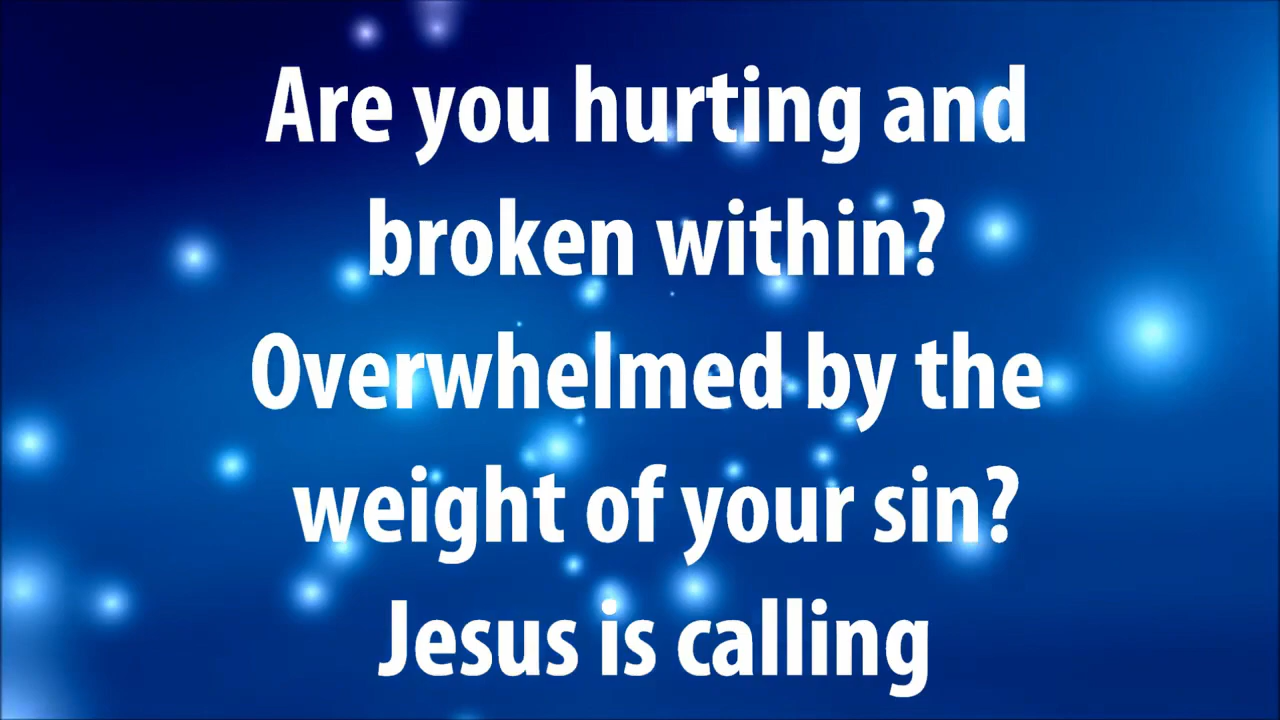 Are you hurting and
broken within?
Overwhelmed by the
weight of your sin?
Jesus is calling